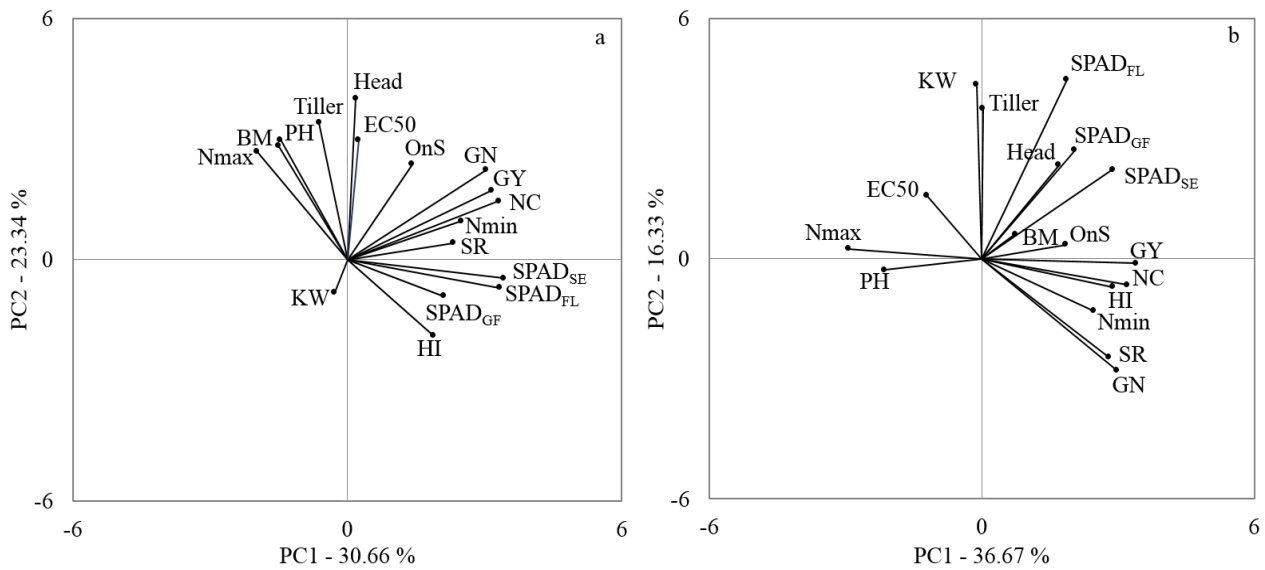 6
a
Head
Tiller
EC50
BM
PH
OnS
Nmax
GN
GY
NC
Nmin
SR
0
SPAD_SE
SPAD_FL
KW
SPAD_GF
HI
-6
-6
0
6
PC1 - 30.66 %
PC2 - 23.34 %
6
b
SPAD_FL
KW
Tiller
SPAD_GF
Head
SPAD_SE
EC50
Nmax
BM
OnS
GY
0
PH
NC
HI
Nmin
SR
GN
-6
-6
0
6
PC1 - 36.67 %
PC2 - 16.33 %